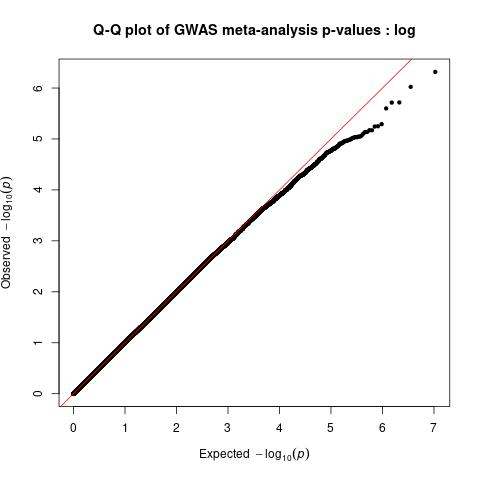 Q-Q plot of GWAS meta-analysis p-values : log
Observed −log10(p)
6
5
4
3
2
1
0
0 1 2 3 4 5 6 7
Expected −log10(p)